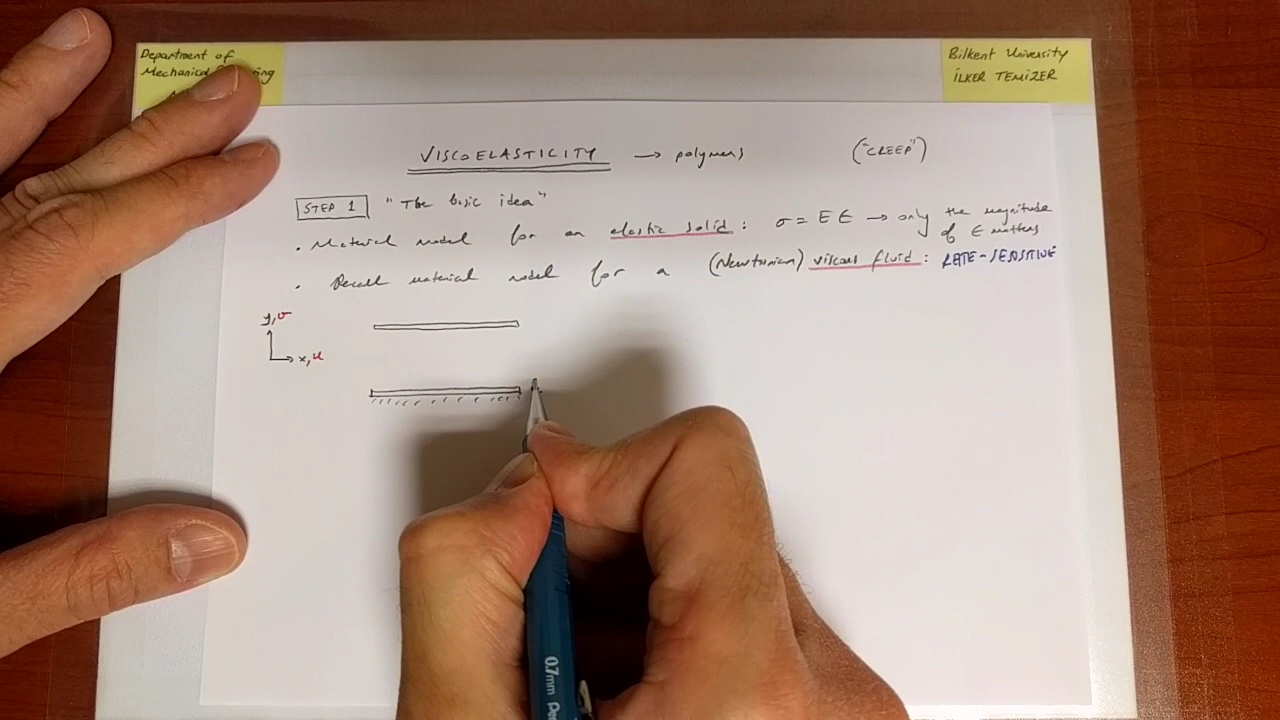 Department of
Mechanical
Bilkent University
İLKER TEMİZER
VISCOELASTICITY → polymers ("CREEP")
STEP 1 "The basic idea"
• Material model for an elastic solid: σ = E ϵ → only the magnitude of ϵ matters
• Recall material model for a (Newtonian) viscous fluid: RATE-SENSITIVE
y,v
x,u
0.7mm Pen